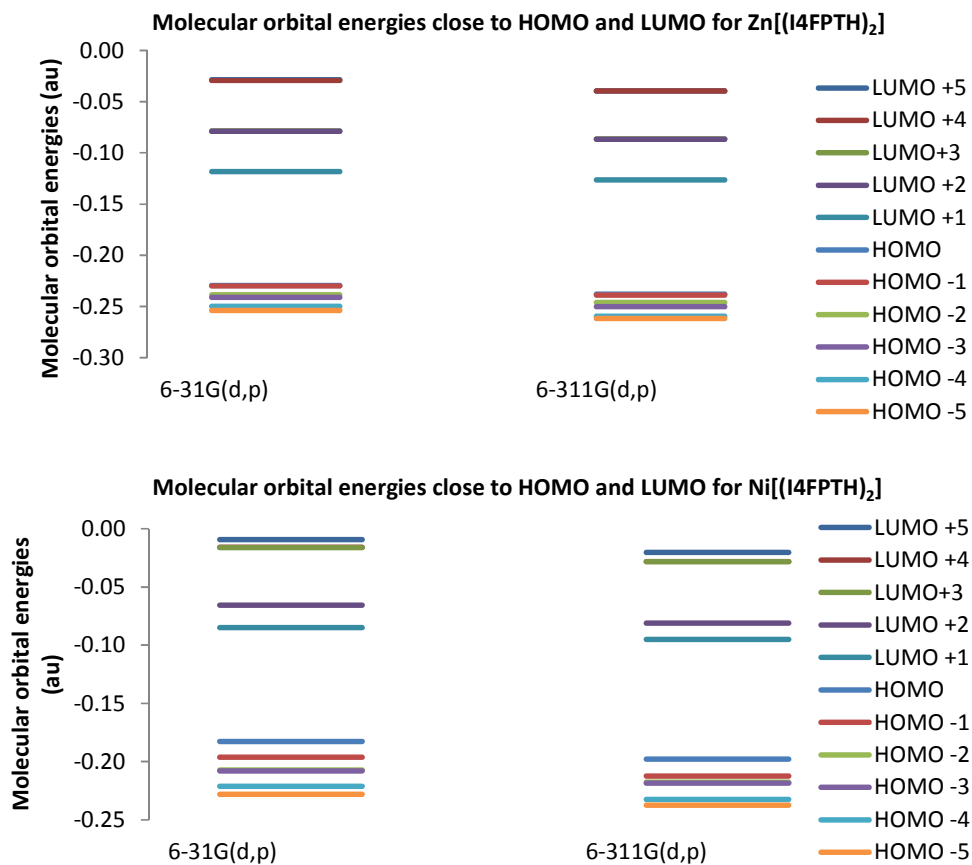 Molecular orbital energies close to HOMO and LUMO for Zn[(I4FPTH)₂]
Molecular orbital energies (au)
0.00
-0.05
-0.10
-0.15
-0.20
-0.25
-0.30
6-31G(d,p)
6-311G(d,p)
LUMO +5
LUMO +4
LUMO+3
LUMO +2
LUMO +1
HOMO
HOMO -1
HOMO -2
HOMO -3
HOMO -4
HOMO -5
Molecular orbital energies close to HOMO and LUMO for Ni[(I4FPTH)₂]
Molecular orbital energies
(au)
0.00
-0.05
-0.10
-0.15
-0.20
-0.25
6-31G(d,p)
6-311G(d,p)
LUMO +5
LUMO +4
LUMO+3
LUMO +2
LUMO +1
HOMO
HOMO -1
HOMO -2
HOMO -3
HOMO -4
HOMO -5